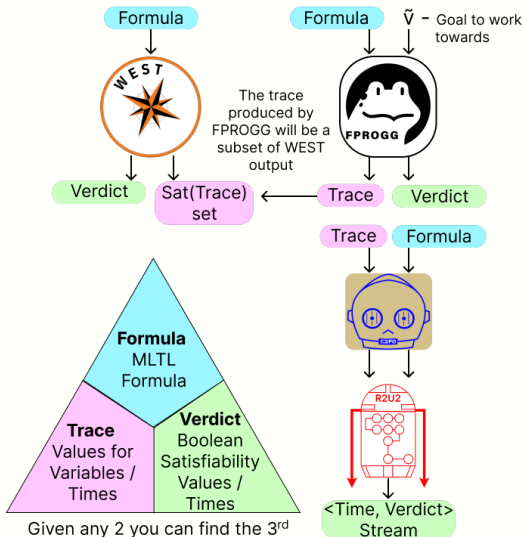 Formula
Formula
ṽ - Goal to work
towards
WEST
The trace
produced by
FPROGG will be a
subset of WEST
output
FPROGG
Verdict
Sat(Trace)
set
Trace
Verdict
Trace
Formula
C3PO
R2U2
<Time, Verdict>
Stream
Formula
MLTL
Formula
Trace
Values for
Variables /
Times
Verdict
Boolean
Satisfiability
Values /
Times
Given any 2 you can find the 3rd